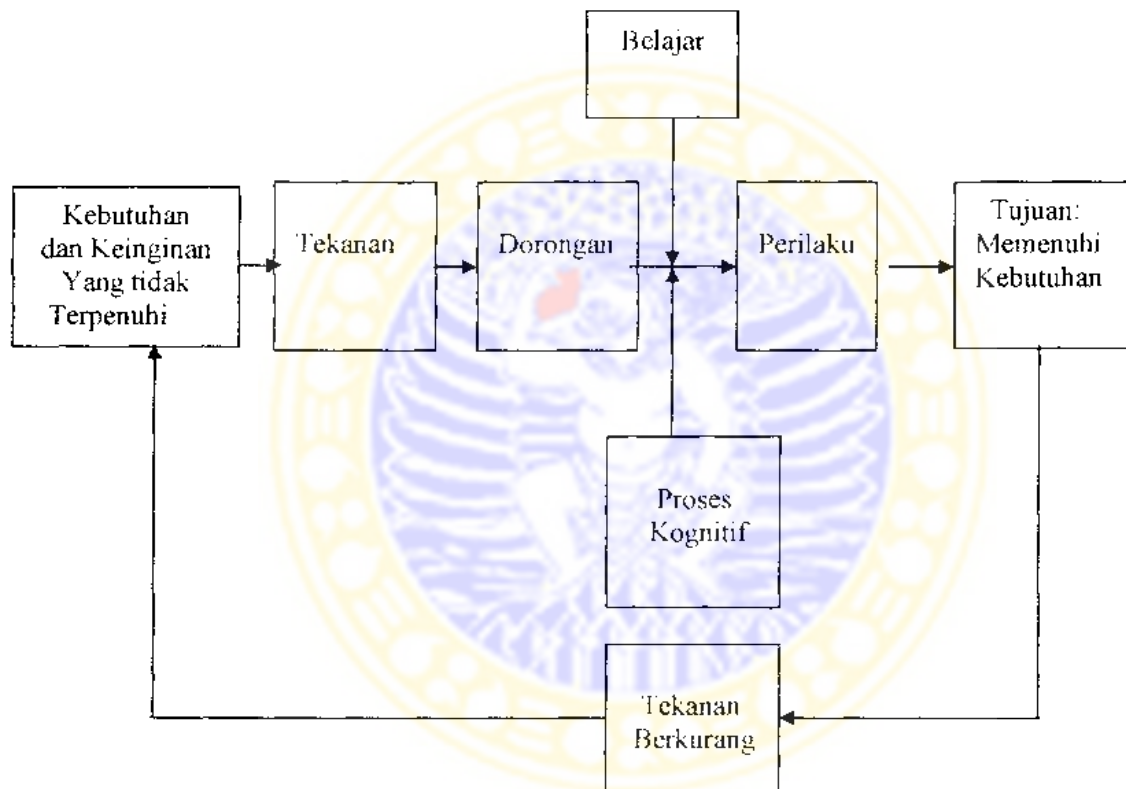 Belajar
Kebutuhan
dan Keinginan
Yang tidak
Terpenuhi
Tekanan
Dorongan
Perilaku
Tujuan:
Memenuhi
Kebutuhan
Proses
Kognitif
Tekanan
Berkurang